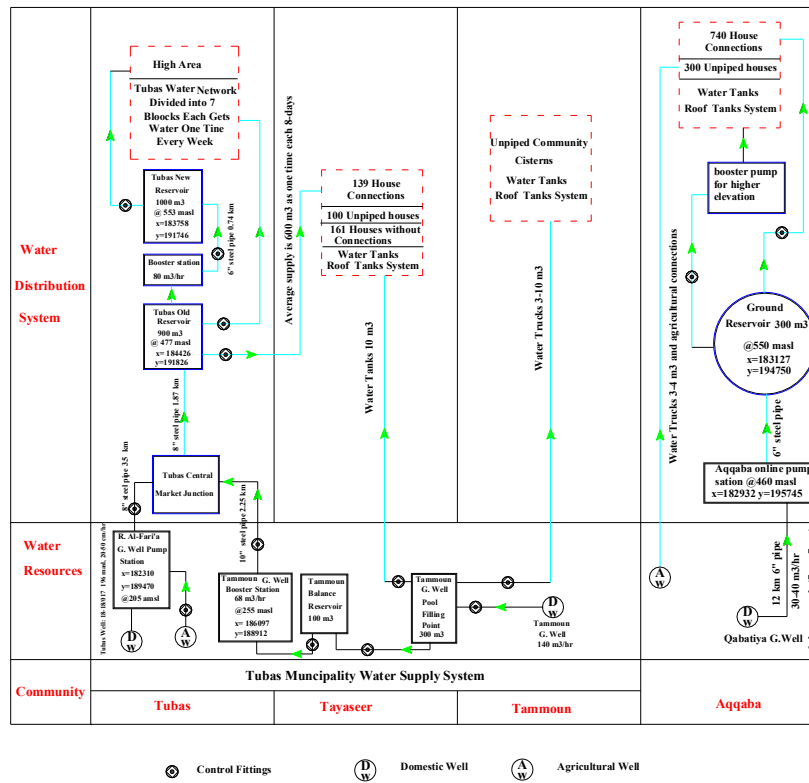 Water
Distribution
System
High Area
Tubas Water Network
Divided into 7
Bloocks Each Gets
Water One Tine
Every Week
Tubas New
Reservoir
1000 m3
@ 553 masl
x=183758
y=191746
6" steel pipe 0.74 km
Booster station
80 m3/hr
Tubas Old
Reservoir
900 m3
@ 477 masl
x= 184426
y=191826
8" steel pipe 1.87 km
Tubas Central
Market Junction
8" steel pipe 3.5 km
10" steel pipe 2.25 km
Average supply is 600 m3 as one time each 8-days
139 House
Connections
100 Unpiped houses
161 Houses without
Connections
Water Tanks
Roof Tanks System
Water Tanks 10 m3
Unpiped Community
Cisterns
Water Tanks
Roof Tanks System
Water Trucks 3-10 m3
740 House
Connections
300 Unpiped houses
Water Tanks
Roof Tanks System
booster pump
for higher
elevation
Water Trucks 3-4 m3 and agricultural connections
Ground
Reservoir 300 m3
@550 masl
x=183127
y=194750
6" steel pipe
Aqqaba online pump
sation @460 masl
x=182932 y=195745
Water
Resources
R. Al-Fari'a
G. Well Pump
Station
x=182310
y=189470
@205 amsl
D
w
A
w
Tammoun G. Well
Booster Station
68 m3/hr
@255 masl
x= 186097
y=188912
Tammoun
Balance
Reservoir
100 m3
Tammoun
G. Well
Pool
Filling
Point
300 m3
D
w
Tammoun
G. Well
140 m3/hr
A
w
12 km 6" pipe
30-40 m3/hr
D
w
Qabatiya G.Well
Community
Tubas Muncipality Water Supply System
Tubas
Tayaseer
Tammoun
Aqqaba
Control Fittings
D
w
Domestic Well
A
w
Agricultural Well